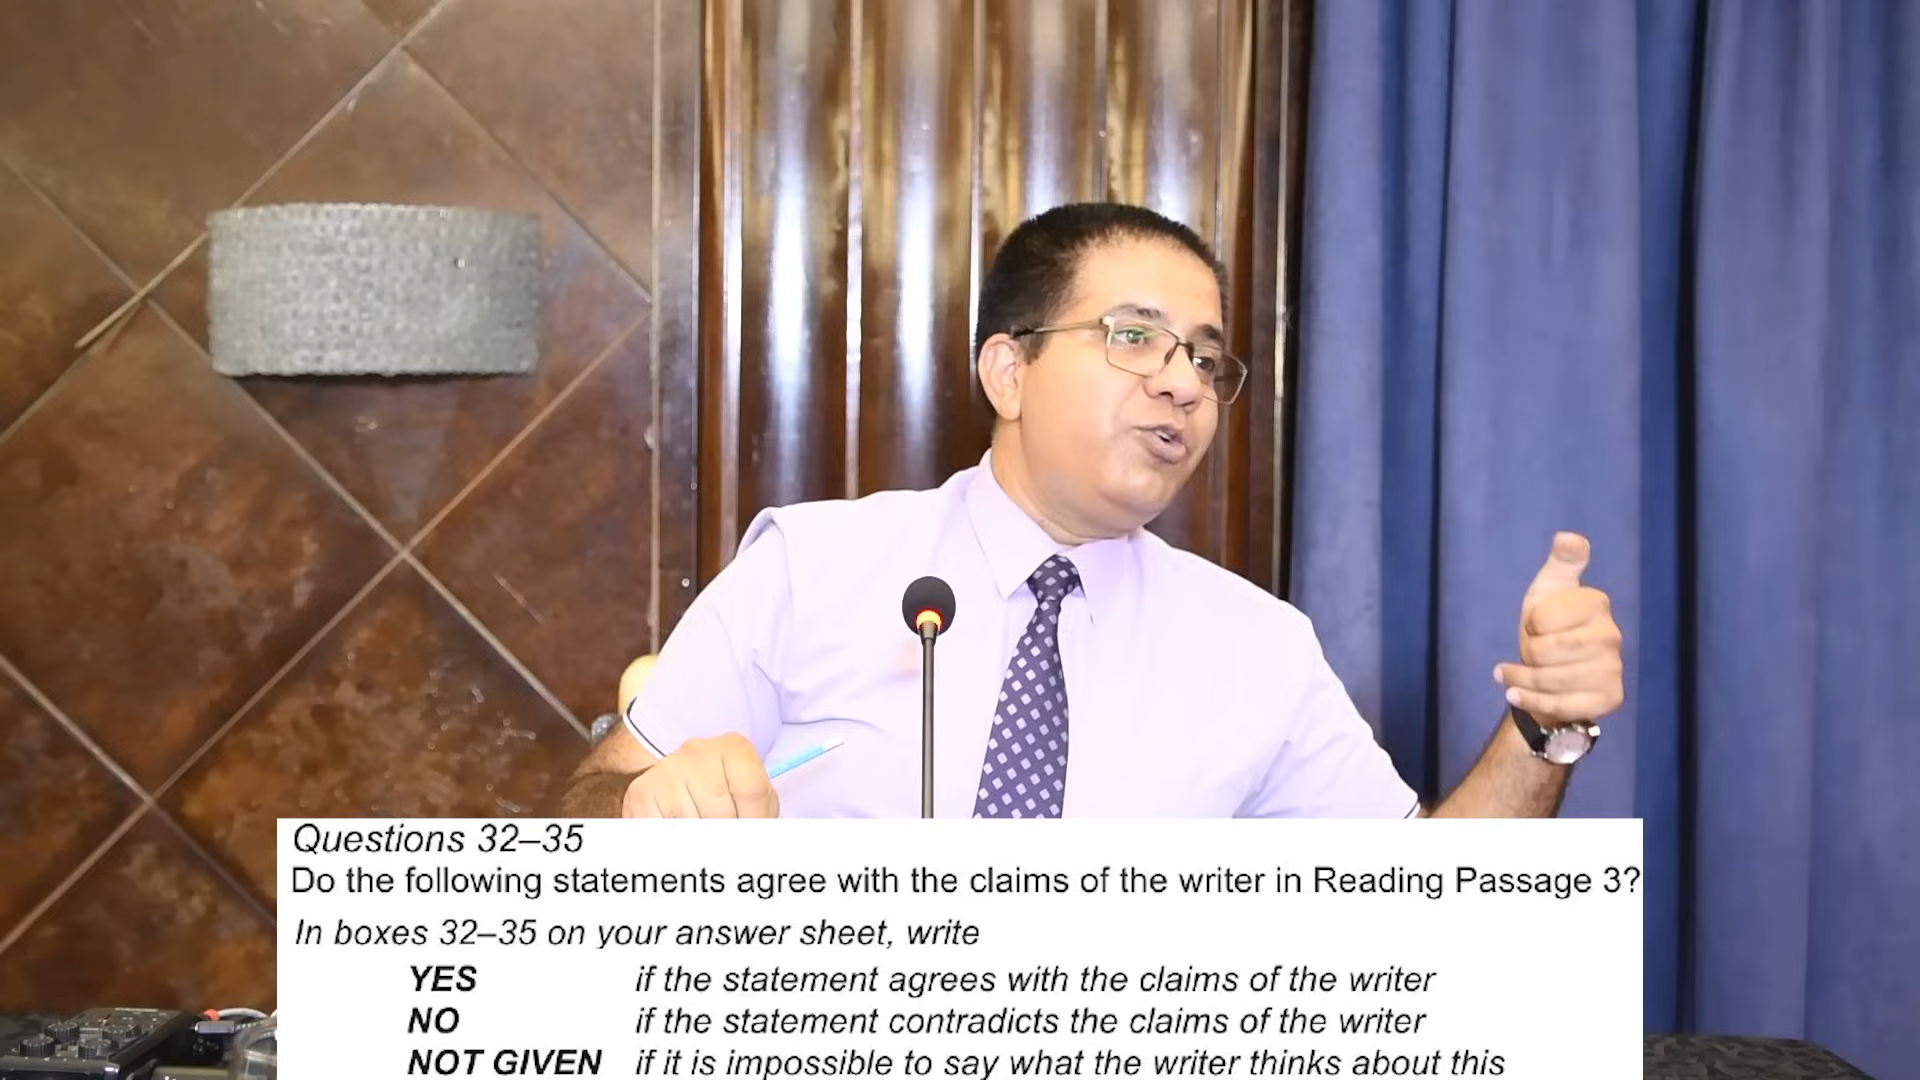 Questions 32–35
Do the following statements agree with the claims of the writer in Reading Passage 3?
In boxes 32–35 on your answer sheet, write
YES if the statement agrees with the claims of the writer
NO if the statement contradicts the claims of the writer
NOT GIVEN if it is impossible to say what the writer thinks about this